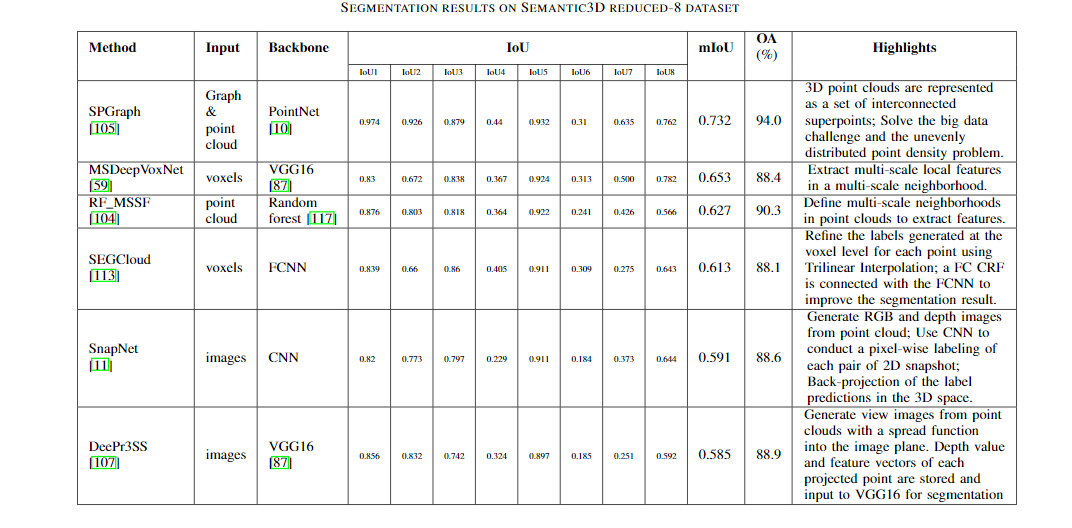 SEGMENTATION RESULTS ON SEMANTIC3D REDUCED-8 DATASET
Method Input Backbone IoU mIoU OA (%) Highlights
IoU1 IoU2 IoU3 IoU4 IoU5 IoU6 IoU7 IoU8
SPGraph
[105]
Graph
&
point
cloud
PointNet
[10]
0.974 0.926 0.879 0.44 0.932 0.31 0.635 0.762 0.732 94.0
3D point clouds are represented
as a set of interconnected
superpoints; Solve the big data
challenge and the unevenly
distributed point density problem.
MSDeepVoxNet
[59]
voxels
VGG16
[87]
0.83 0.672 0.838 0.367 0.924 0.313 0.500 0.782 0.653 88.4
Extract multi-scale local features
in a multi-scale neighborhood.
RF_MSSF
[104]
point
cloud
Random
forest [117]
0.876 0.803 0.818 0.364 0.922 0.241 0.426 0.566 0.627 90.3
Define multi-scale neighborhoods
in point clouds to extract features.
SEGCloud
[113]
voxels
FCNN
0.839 0.66 0.86 0.405 0.911 0.309 0.275 0.643 0.613 88.1
Refine the labels generated at the
voxel level for each point using
Trilinear Interpolation; a FC CRF
is connected with the FCNN to
improve the segmentation result.
SnapNet
[11]
images
CNN
0.82 0.773 0.797 0.229 0.911 0.184 0.373 0.644 0.591 88.6
Generate RGB and depth images
from point cloud; Use CNN to
conduct a pixel-wise labeling of
each pair of 2D snapshot;
Back-projection of the label
predictions in the 3D space.
DeePr3SS
[107]
images
VGG16
[87]
0.856 0.832 0.742 0.324 0.897 0.185 0.251 0.592 0.585 88.9
Generate view images from point
clouds with a spread function
into the image plane. Depth value
and feature vectors of each
projected point are stored and
input to VGG16 for segmentation